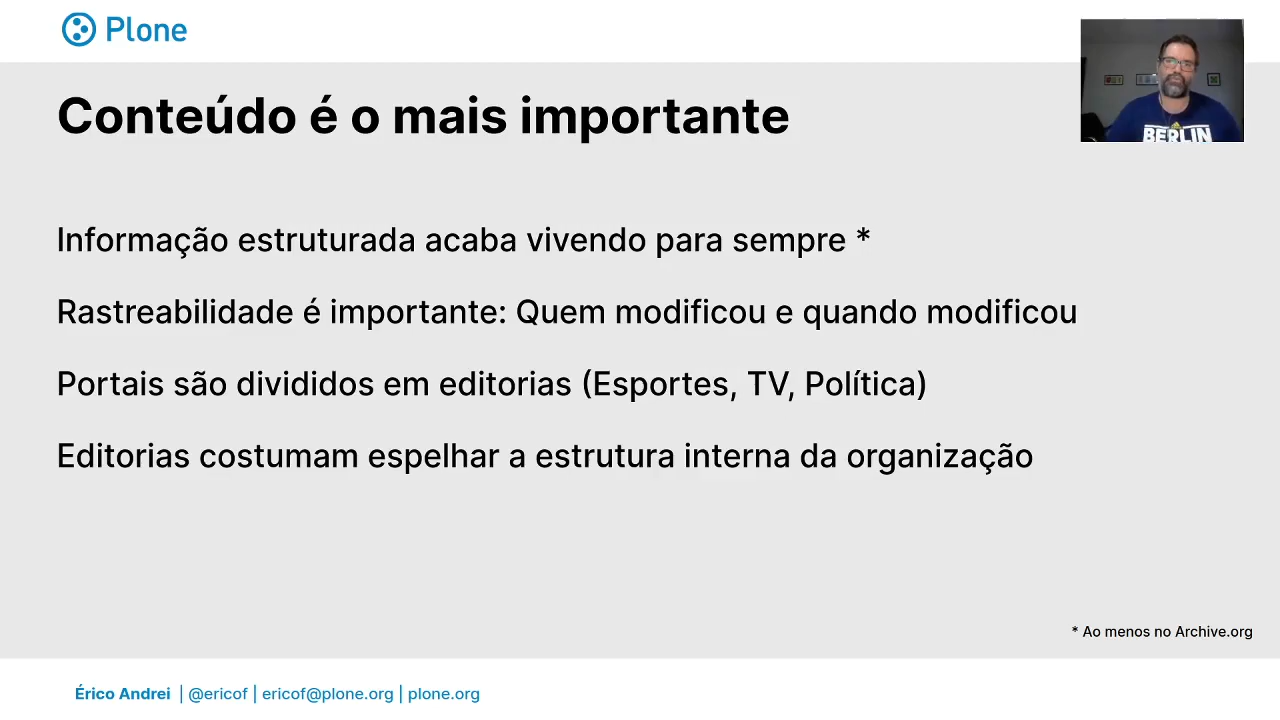 Plone
Conteúdo é o mais importante
BERLIN
Informação estruturada acaba vivendo para sempre *
Rastreabilidade é importante: Quem modificou e quando modificou
Portais são divididos em editorias (Esportes, TV, Política)
Editorias costumam espelhar a estrutura interna da organização
* Ao menos no Archive.org
Érico Andrei | @ericof | ericof@plone.org | plone.org